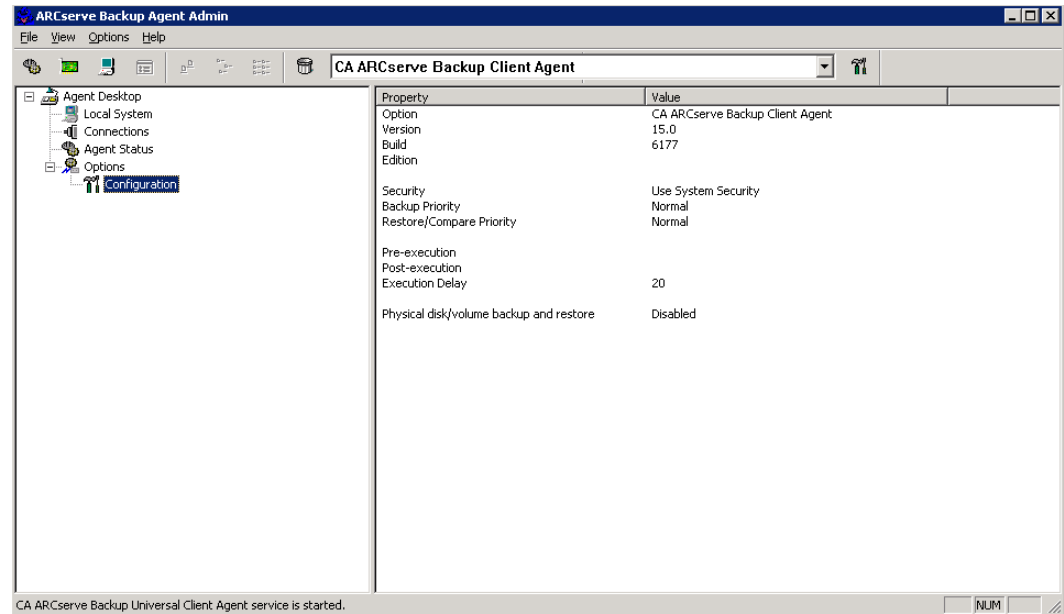 ARCserve Backup Agent Admin
File View Options Help
CA ARCserve Backup Client Agent
Agent Desktop
Local System
Connections
Agent Status
Options
Configuration
Property Value
Option CA ARCserve Backup Client Agent
Version 15.0
Build 6177
Edition
Security Use System Security
Backup Priority Normal
Restore/Compare Priority Normal
Pre-execution
Post-execution
Execution Delay 20
Physical disk/volume backup and restore Disabled
CA ARCserve Backup Universal Client Agent service is started.
NUM